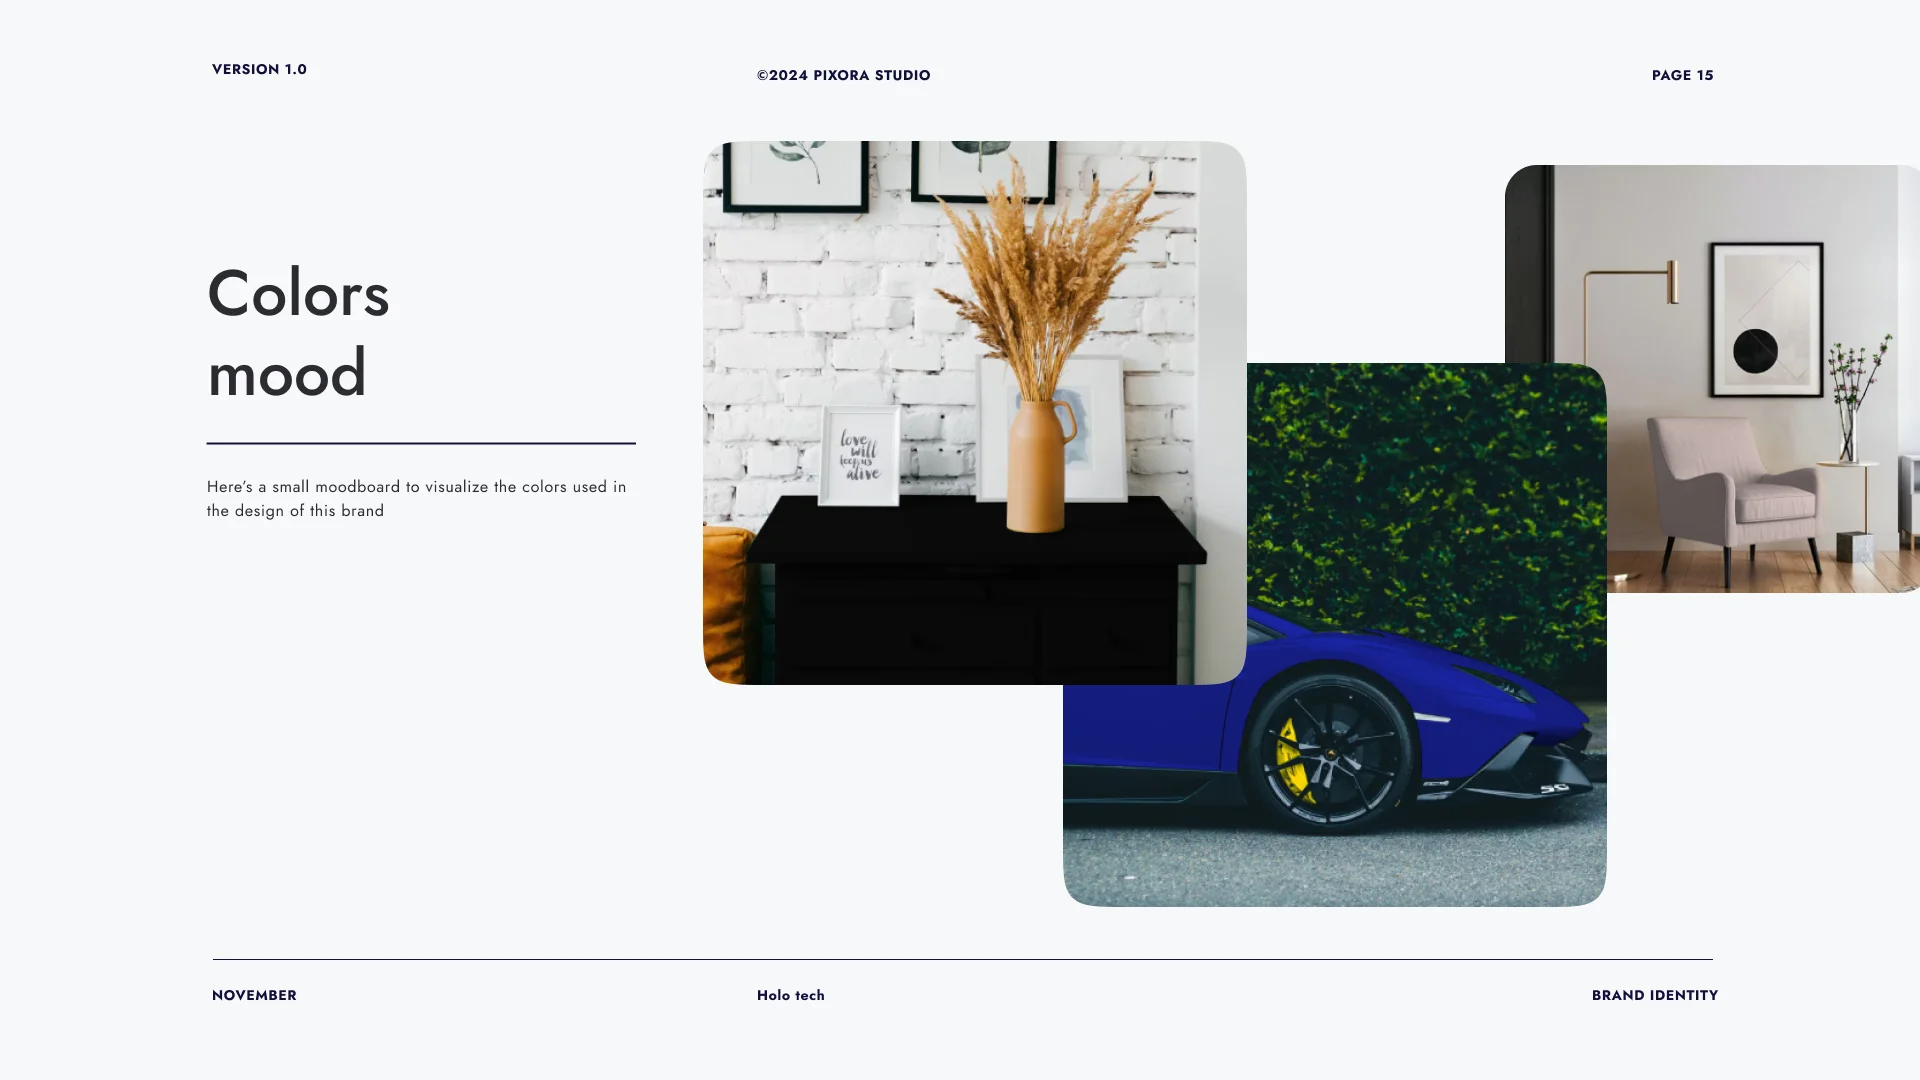 VERSION 1.0
©2024 PIXORA STUDIO
PAGE 15
Colors
mood
Here's a small moodboard to visualize the colors used in
the design of this brand
love
will
keep us
alive
50
NOVEMBER
Holo tech
BRAND IDENTITY